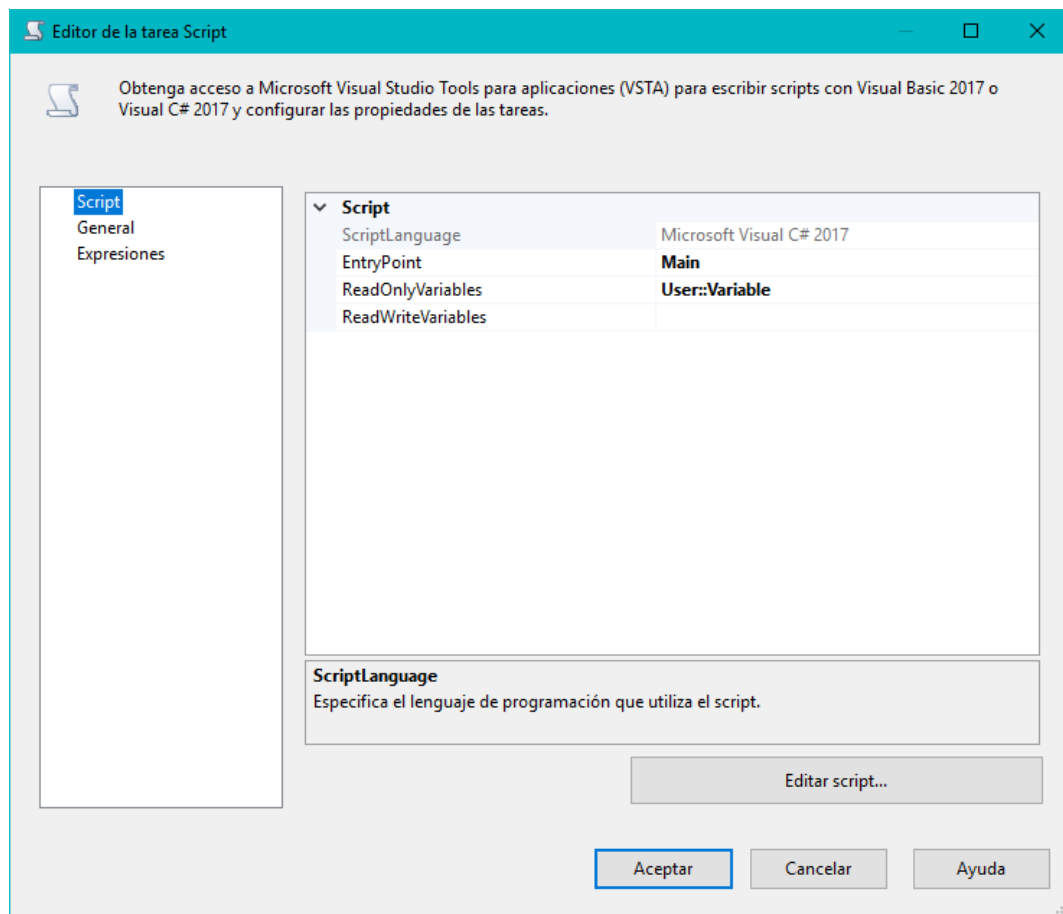 Editor de la tarea Script
Obtenga acceso a Microsoft Visual Studio Tools para aplicaciones (VSTA) para escribir scripts con Visual Basic 2017 o
Visual C# 2017 y configurar las propiedades de las tareas.
Script
General
Expresiones
Script
ScriptLanguage Microsoft Visual C# 2017
EntryPoint Main
ReadOnlyVariables User::Variable
ReadWriteVariables
ScriptLanguage
Especifica el lenguaje de programación que utiliza el script.
Editar script...
Aceptar Cancelar Ayuda